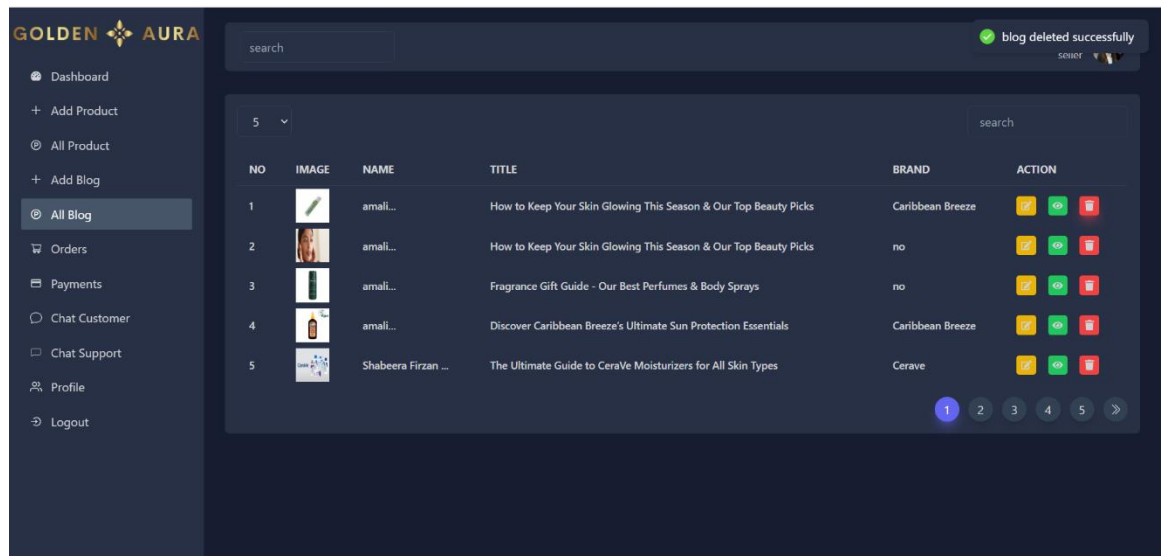 GOLDEN AURA
Dashboard
Add Product
All Product
Add Blog
All Blog
Orders
Payments
Chat Customer
Chat Support
Profile
Logout
search
blog deleted successfully
seller
5
search
NO IMAGE NAME TITLE BRAND ACTION
1 amali... How to Keep Your Skin Glowing This Season & Our Top Beauty Picks Caribbean Breeze
2 amali... How to Keep Your Skin Glowing This Season & Our Top Beauty Picks no
3 amali... Fragrance Gift Guide - Our Best Perfumes & Body Sprays no
4 amali... Discover Caribbean Breeze's Ultimate Sun Protection Essentials Caribbean Breeze
5 Shabeera Firzan ... The Ultimate Guide to CeraVe Moisturizers for All Skin Types Cerave
1 2 3 4 5